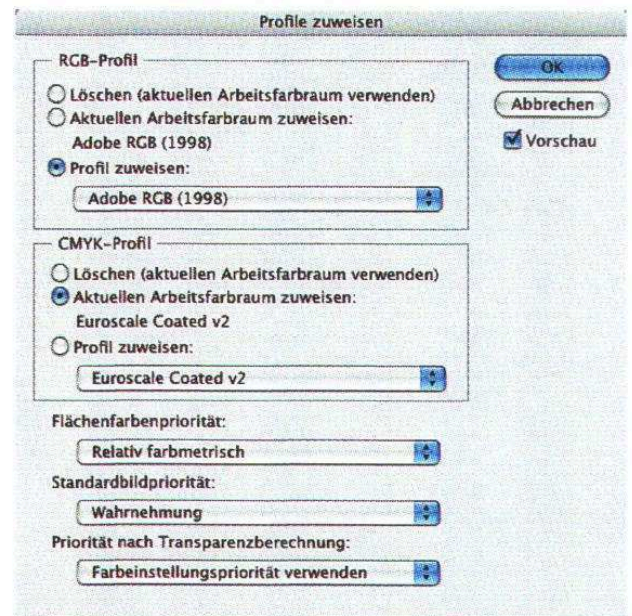 Profile zuweisen
RGB-Profil
Löschen (aktuellen Arbeitsfarbraum verwenden)
Aktuellen Arbeitsfarbraum zuweisen:
Adobe RGB (1998)
Profil zuweisen:
Adobe RGB (1998)
OK
Abbrechen
Vorschau
CMYK-Profil
Löschen (aktuellen Arbeitsfarbraum verwenden)
Aktuellen Arbeitsfarbraum zuweisen:
Euroscale Coated v2
Profil zuweisen:
Euroscale Coated v2
Flächenfarbenpriorität:
Relativ farbmetrisch
Standardbildpriorität:
Wahrnehmung
Priorität nach Transparenzberechnung:
Farbeinstellungspriorität verwenden